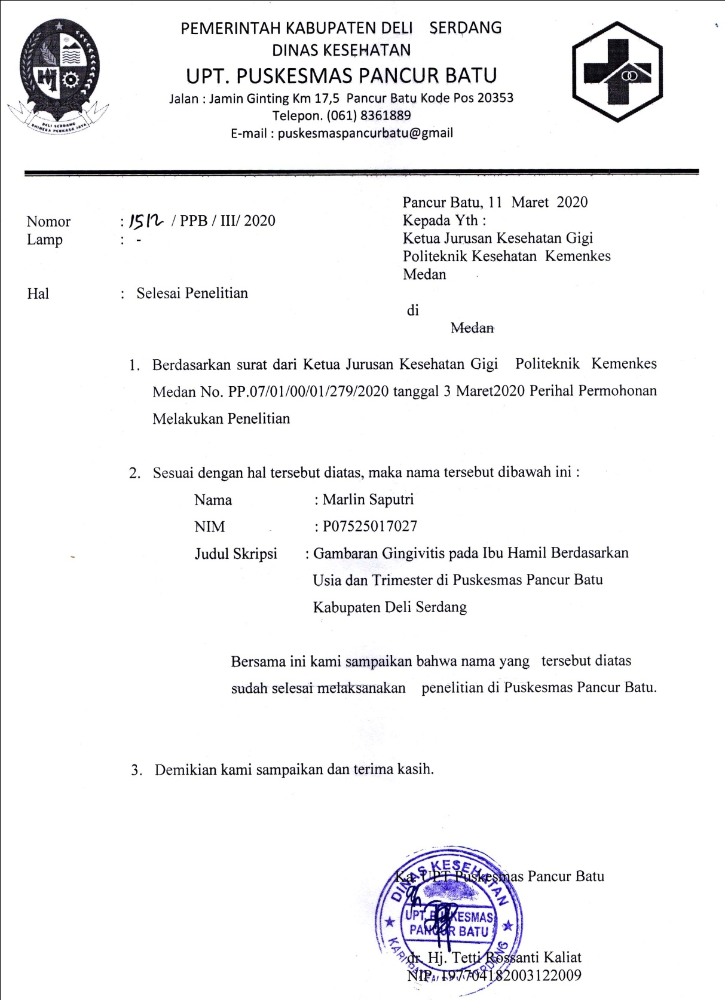 PEMERINTAH KABUPATEN DELI SERDANG
DINAS KESEHATAN
UPT. PUSKESMAS PANCUR BATU
Jalan : Jamin Ginting Km 17,5 Pancur Batu Kode Pos 20353
Telepon. (061) 8361889
E-mail : puskesmaspancurbatu@gmail
DELI SERDANG
BHINEKA PERKASA JAYA
Pancur Batu, 11 Maret 2020
Nomor : 1512 / PPB / III/ 2020
Kepada Yth :
Lamp : -
Ketua Jurusan Kesehatan Gigi
Politeknik Kesehatan Kemenkes
Medan
Hal : Selesai Penelitian
di
Medan
1. Berdasarkan surat dari Ketua Jurusan Kesehatan Gigi Politeknik Kemenkes
Medan No. PP.07/01/00/01/279/2020 tanggal 3 Maret2020 Perihal Permohonan
Melakukan Penelitian
2. Sesuai dengan hal tersebut diatas, maka nama tersebut dibawah ini :
Nama : Marlin Saputri
NIM : P07525017027
Judul Skripsi : Gambaran Gingivitis pada Ibu Hamil Berdasarkan
Usia dan Trimester di Puskesmas Pancur Batu
Kabupaten Deli Serdang
Bersama ini kami sampaikan bahwa nama yang tersebut diatas
sudah selesai melaksanakan penelitian di Puskesmas Pancur Batu.
3. Demikian kami sampaikan dan terima kasih.
Ka. UPT Puskesmas Pancur Batu
DINAS KESEHATAN
UPT. PUSKESMAS
PANCUR BATU
dr. Hj. Tetti Rossanti Kaliat
NIP. 197704182003122009